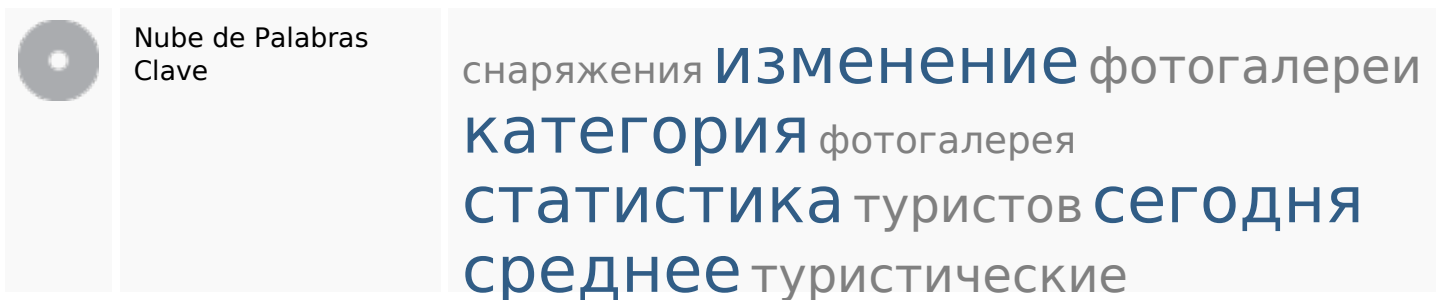 Nube de Palabras
Clave
снаряжения изменение фотогалереи
категория фотогалерея
статистика туристов сегодня
среднее туристические